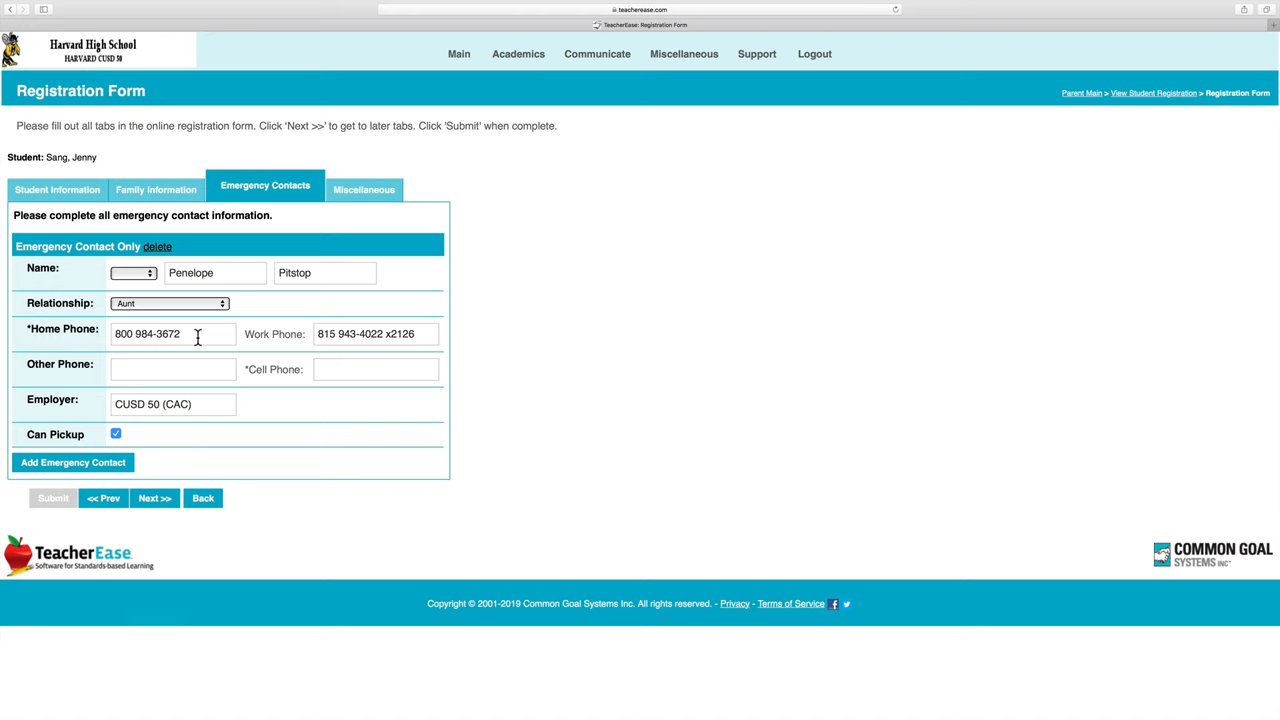 teacherease.com
TeacherEase: Registration Form
Harvard High School
HARVARD CUSD 50
Main Academics Communicate Miscellaneous Support Logout
Registration Form
Parent Main > View Student Registration > Registration Form
Please fill out all tabs in the online registration form. Click 'Next >>' to get to later tabs. Click 'Submit' when complete.
Student: Sang, Jenny
Student Information Family Information Emergency Contacts Miscellaneous
Please complete all emergency contact information.
Emergency Contact Only delete
Name: Penelope Pitstop
Relationship: Aunt
*Home Phone: 800 984-3672 Work Phone: 815 943-4022 x2126
Other Phone: *Cell Phone:
Employer: CUSD 50 (CAC)
Can Pickup
Add Emergency Contact
Submit << Prev Next >> Back
TeacherEase
Software for Standards-based Learning
COMMON GOAL
SYSTEMS INC
Copyright © 2001-2019 Common Goal Systems Inc. All rights reserved. - Privacy - Terms of Service